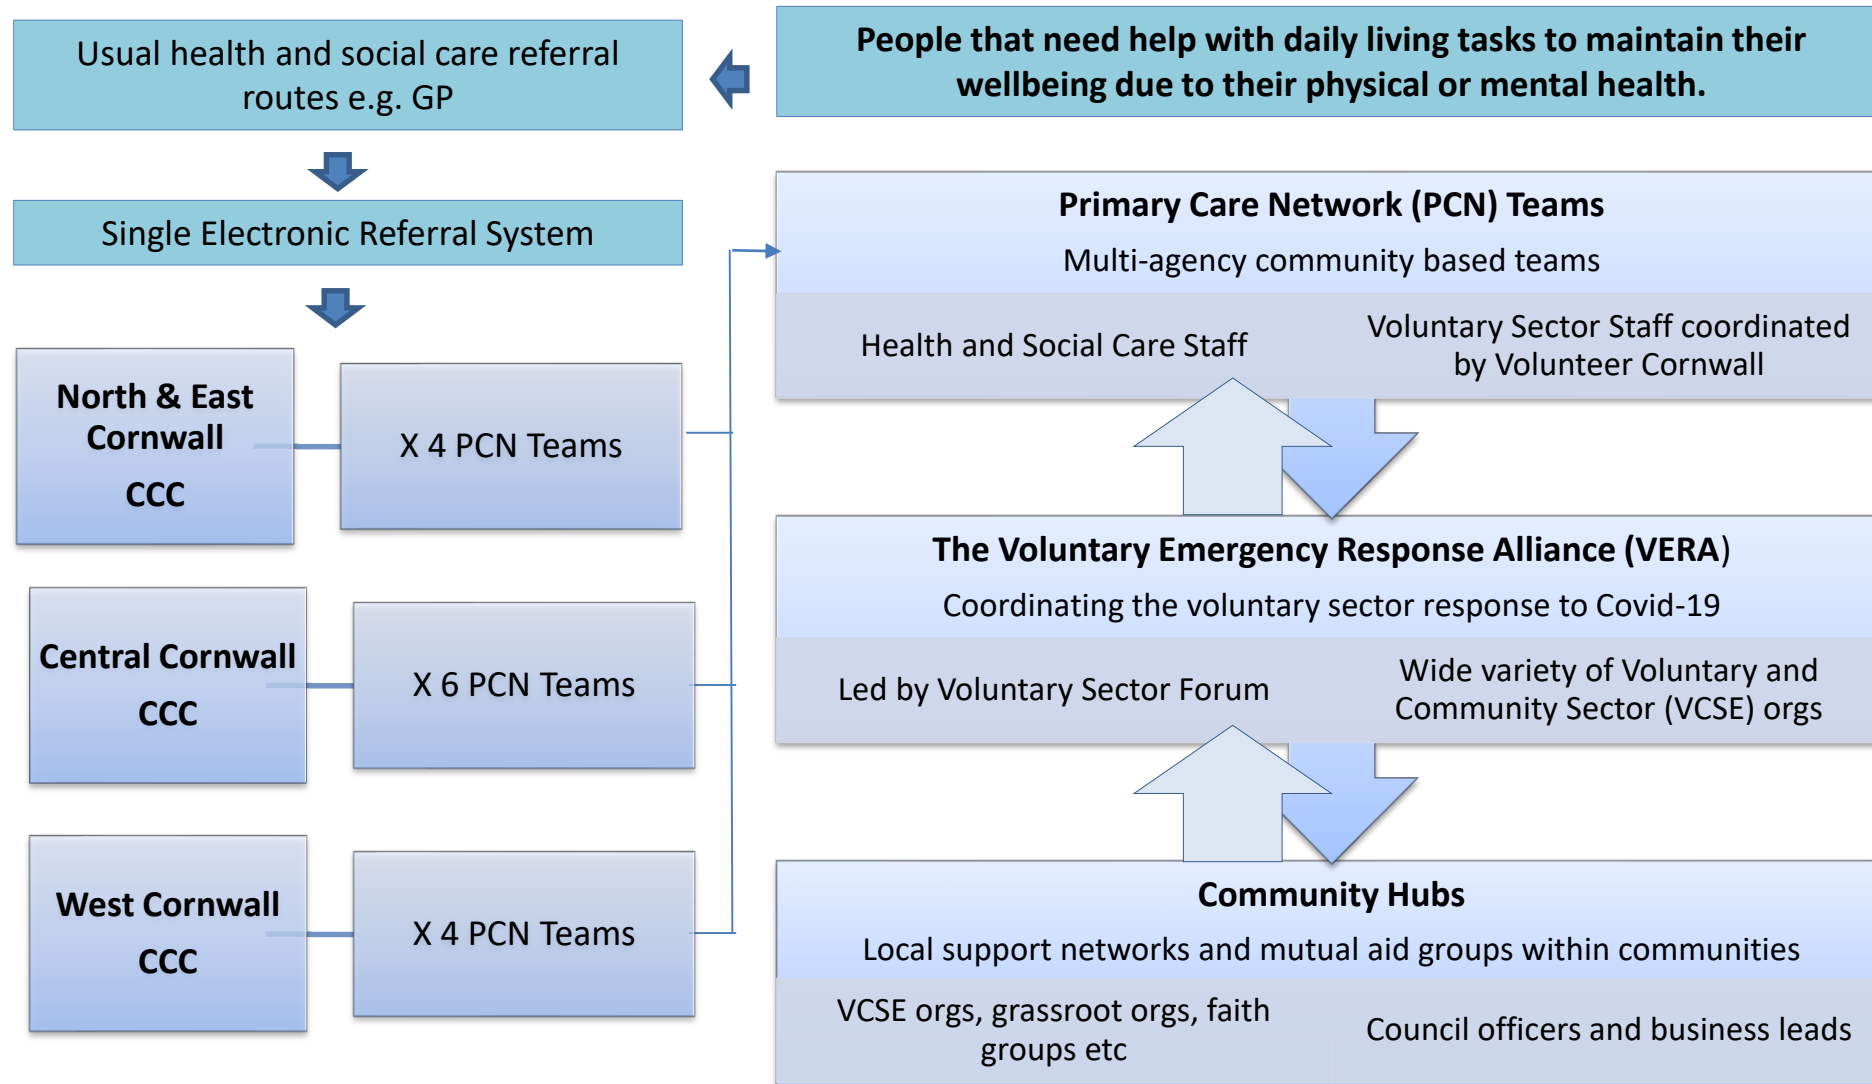 Usual health and social care referral
routes e.g. GP
People that need help with daily living tasks to maintain their
wellbeing due to their physical or mental health.
Single Electronic Referral System
North & East
Cornwall
CCC
X 4 PCN Teams
Central Cornwall
CCC
X 6 PCN Teams
West Cornwall
CCC
X 4 PCN Teams
Primary Care Network (PCN) Teams
Multi-agency community based teams
Health and Social Care Staff
Voluntary Sector Staff coordinated
by Volunteer Cornwall
The Voluntary Emergency Response Alliance (VERA)
Coordinating the voluntary sector response to Covid-19
Led by Voluntary Sector Forum
Wide variety of Voluntary and
Community Sector (VCSE) orgs
Community Hubs
Local support networks and mutual aid groups within communities
VCSE orgs, grassroot orgs, faith
groups etc
Council officers and business leads